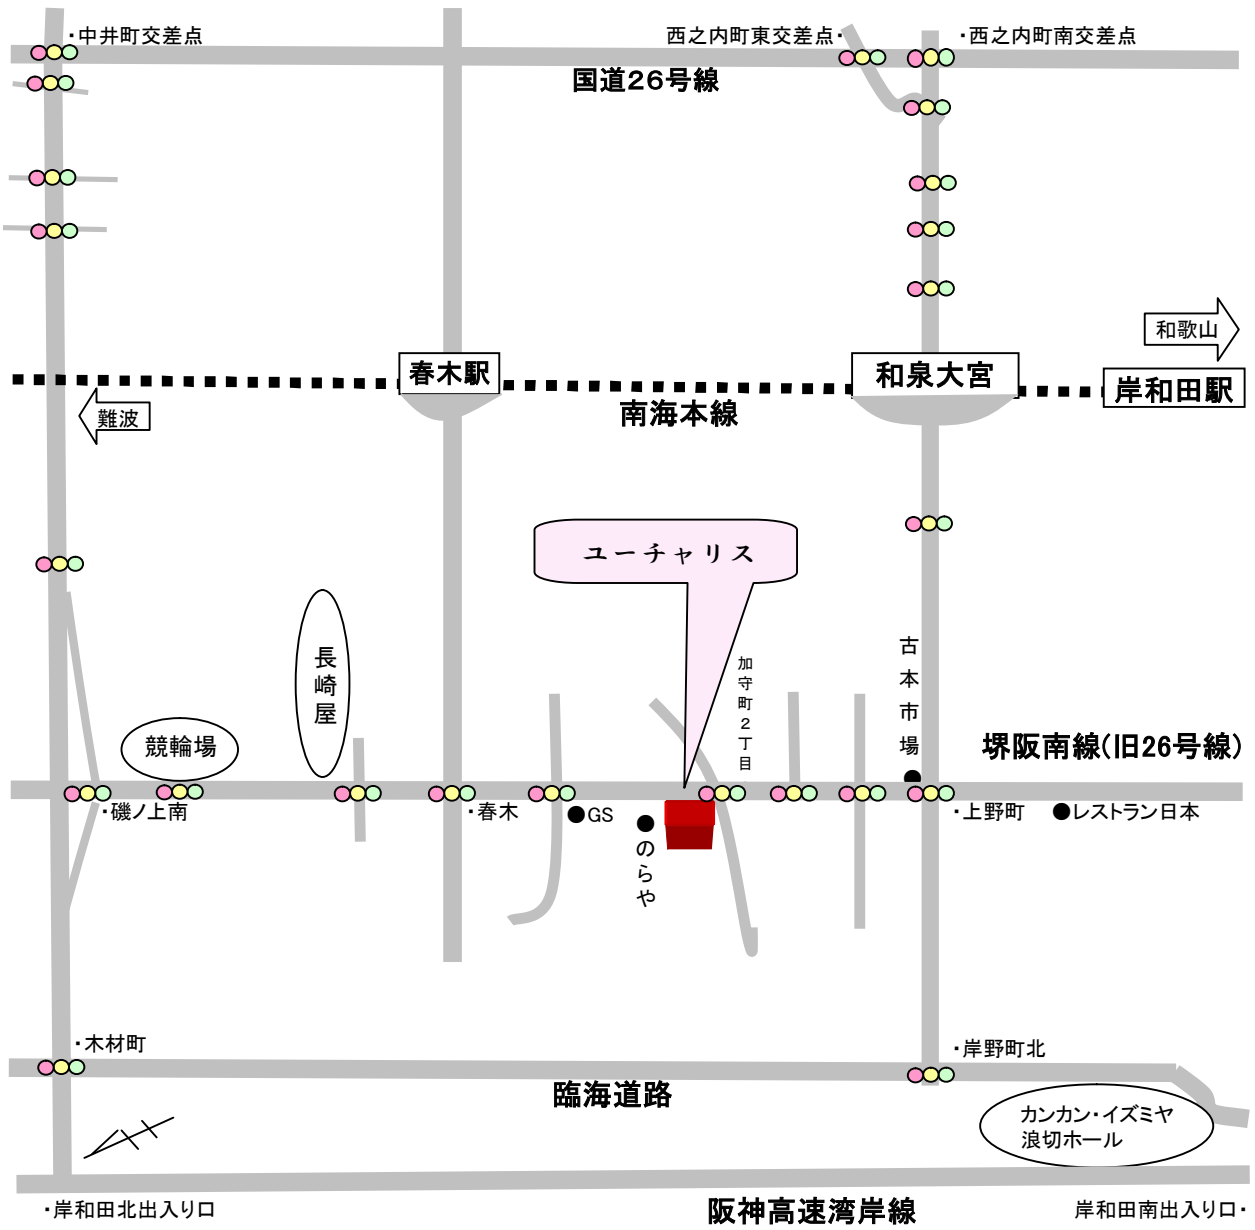 ・中井町交差点
西之内町東交差点・
・西之内町南交差点
国道26号線
和歌山
春木駅
和泉大宮
岸和田駅
難波
南海本線
ユーチャリス
長崎屋
加守町2丁目
古本市場
競輪場
堺阪南線(旧26号線)
・磯ノ上南
・春木
●GS
●のらや
・上野町
●レストラン日本
・木材町
・岸野町北
臨海道路
カンカン・イズミヤ
浪切ホール
・岸和田北出入り口
阪神高速湾岸線
岸和田南出入り口・